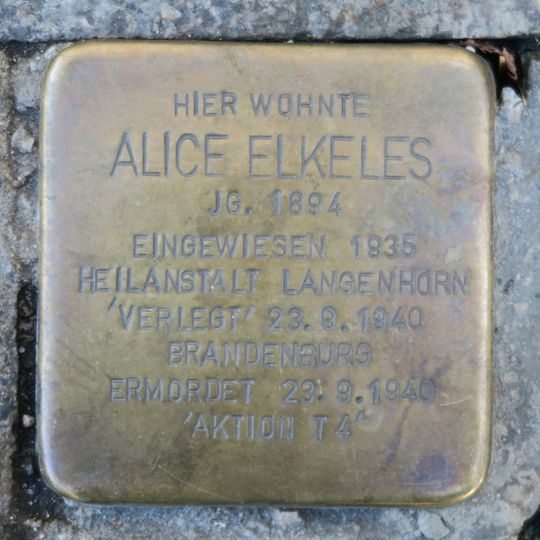 HIER WOHNTE
ALICE ELKELES
JG. 1894
EINGEWIESEN 1935
HEILANSTALT LANGENHORN
'VERLEGT' 23.9.1940
BRANDENBURG
ERMORDET 23.9.1940
'AKTION T4'